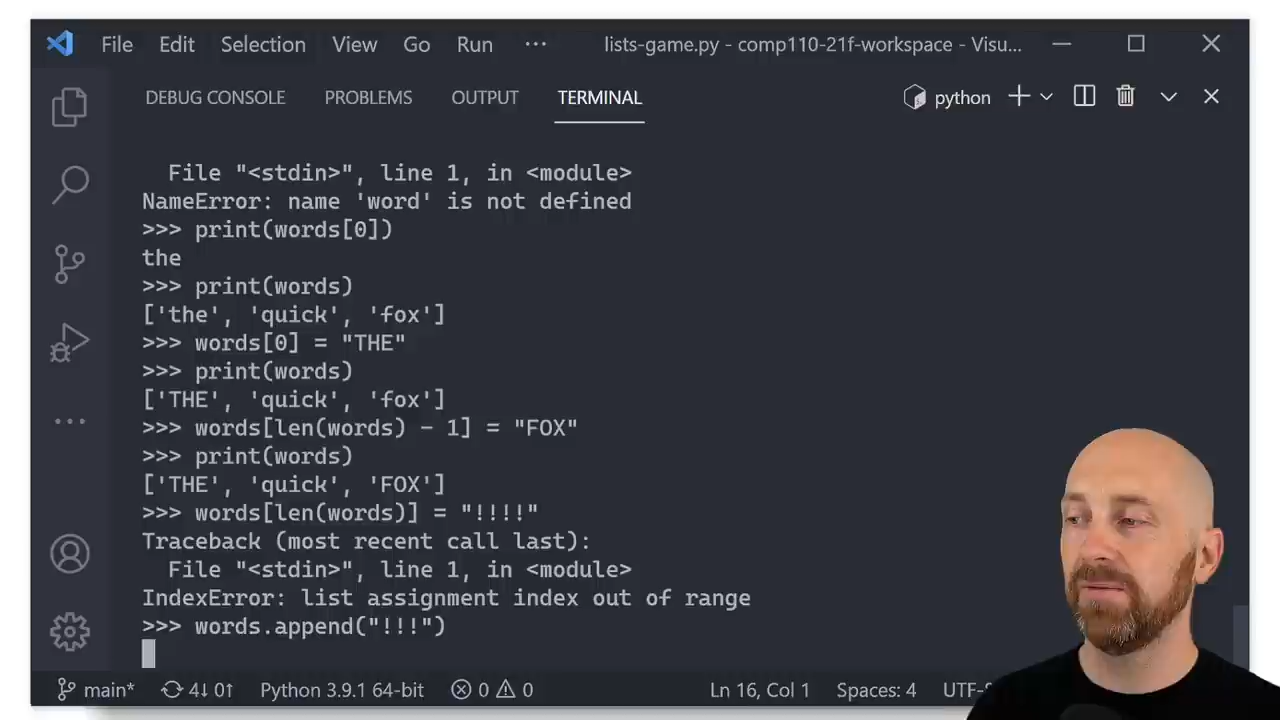 File Edit Selection View Go Run ··· lists-game.py - comp110-21f-workspace - Visu...
DEBUG CONSOLE PROBLEMS OUTPUT TERMINAL python
File "<stdin>", line 1, in <module>
NameError: name 'word' is not defined
>>> print(words[0])
the
>>> print(words)
['the', 'quick', 'fox']
>>> words[0] = "THE"
>>> print(words)
['THE', 'quick', 'fox']
>>> words[len(words) - 1] = "FOX"
>>> print(words)
['THE', 'quick', 'FOX']
>>> words[len(words)] = "!!!!"
Traceback (most recent call last):
File "<stdin>", line 1, in <module>
IndexError: list assignment index out of range
>>> words.append("!!!")
main* 4↓ 0↑ Python 3.9.1 64-bit 0 0 Ln 16, Col 1 Spaces: 4 UTF-